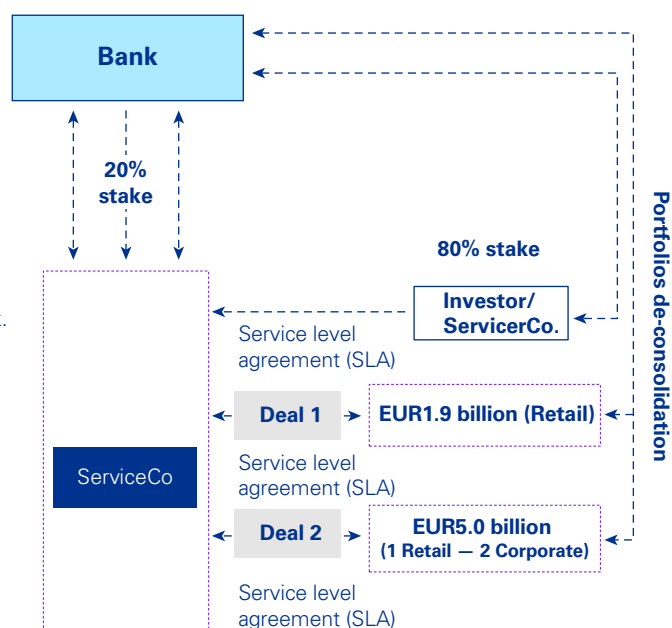 Bank
20%
stake
80% stake
Portfolios de-consolidation
Investor/
ServicerCo.
Service level
agreement (SLA)
Deal 1
EUR1.9 billion (Retail)
ServiceCo
Service level
agreement (SLA)
Deal 2
EUR5.0 billion
(1 Retail — 2 Corporate)
Service level
agreement (SLA)